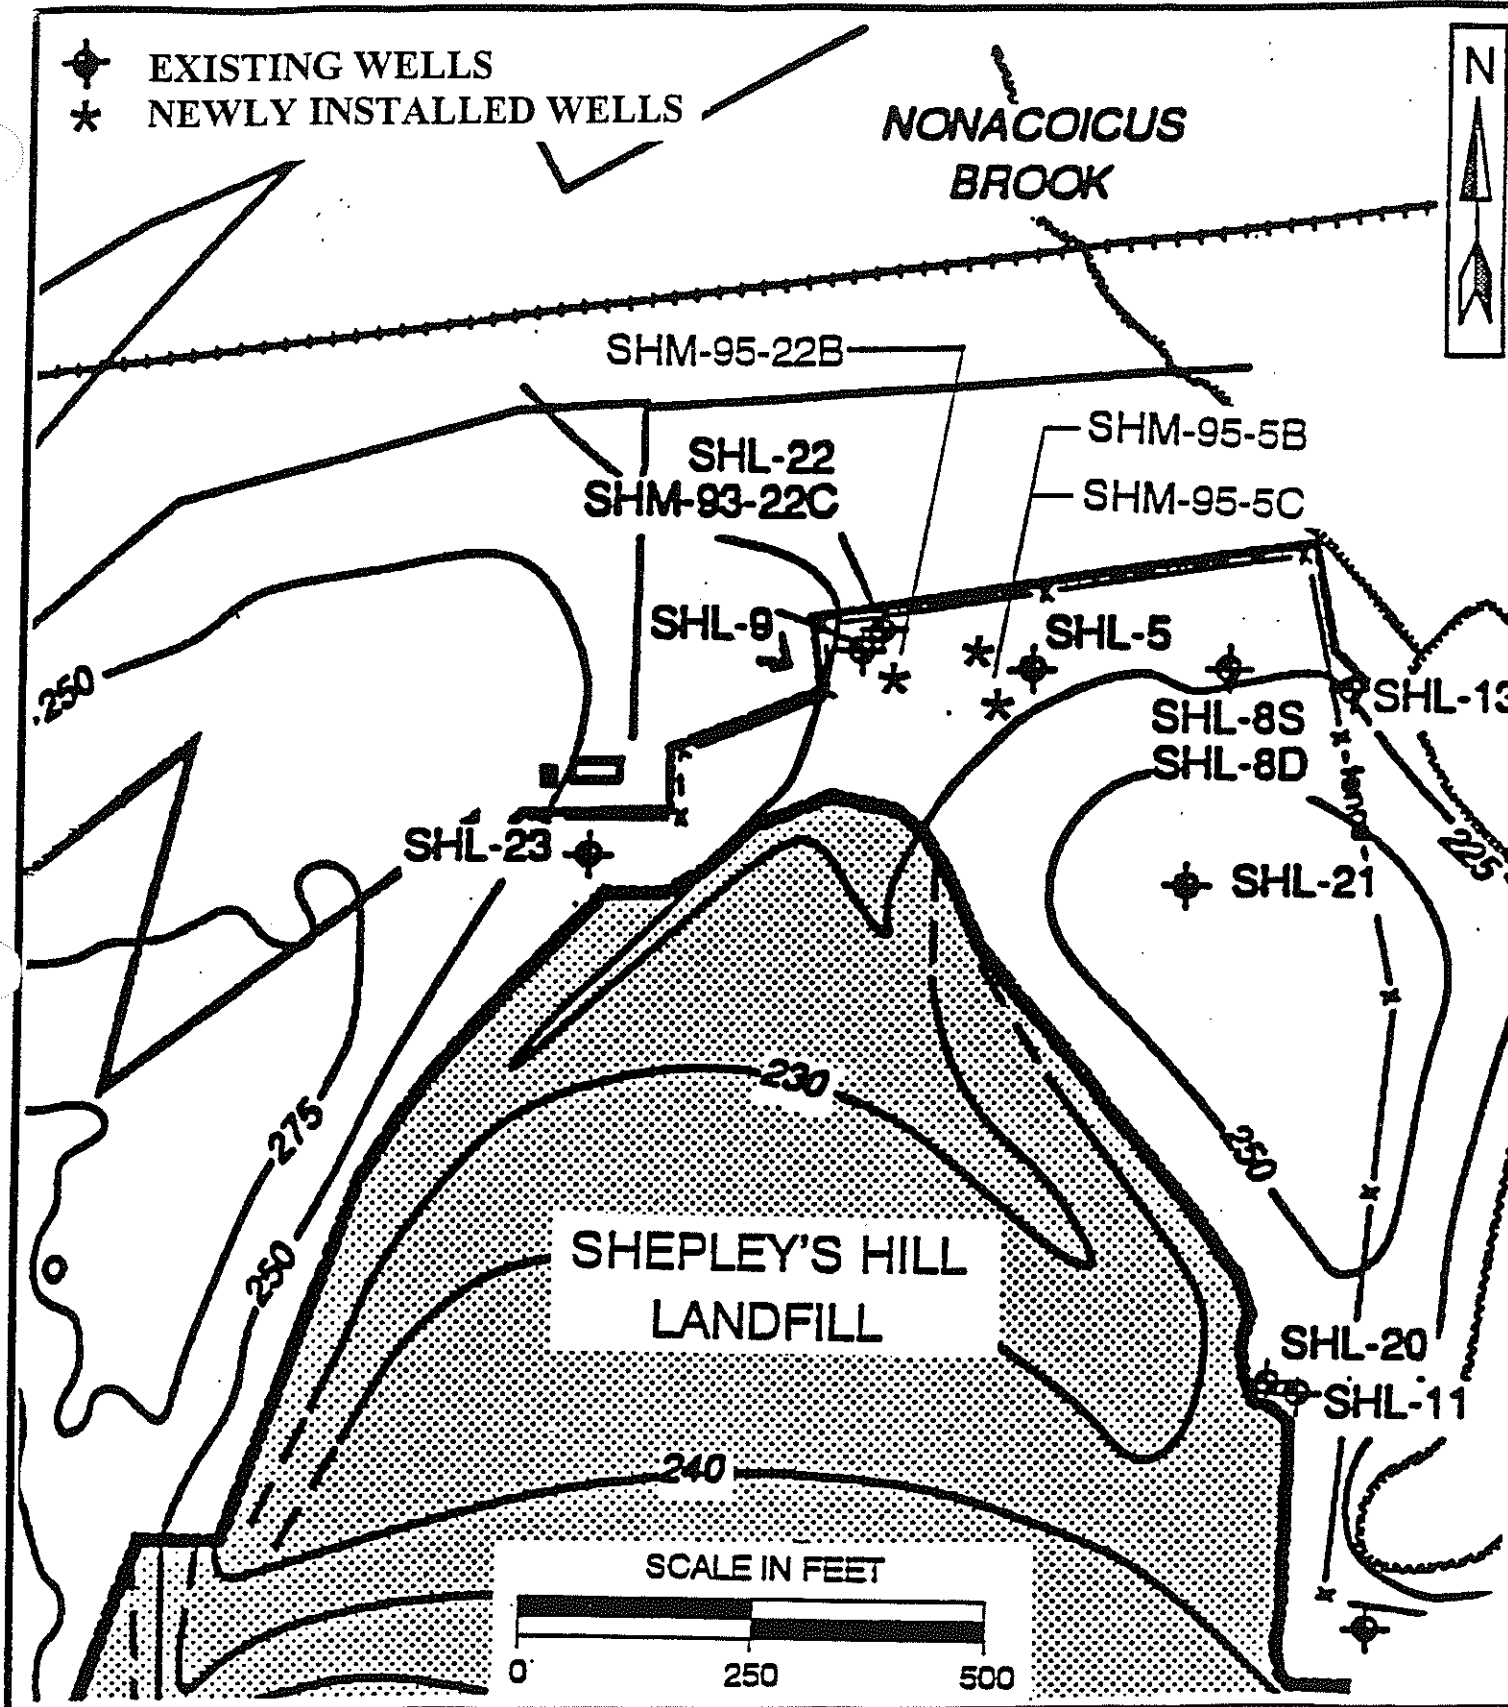 EXISTING WELLS
NEWLY INSTALLED WELLS
N
NONACOICUS
BROOK
SHM-95-22B
SHM-95-5B
SHL-22
SHM-93-22C
SHM-95-5C
SHL-9
SHL-5
250
SHL-13
SHL-8S
SHL-8D
SHL-23
225
SHL-21
230
275
250
250
SHEPLEY'S HILL
LANDFILL
SHL-20
SHL-11
240
SCALE IN FEET
0 250 500